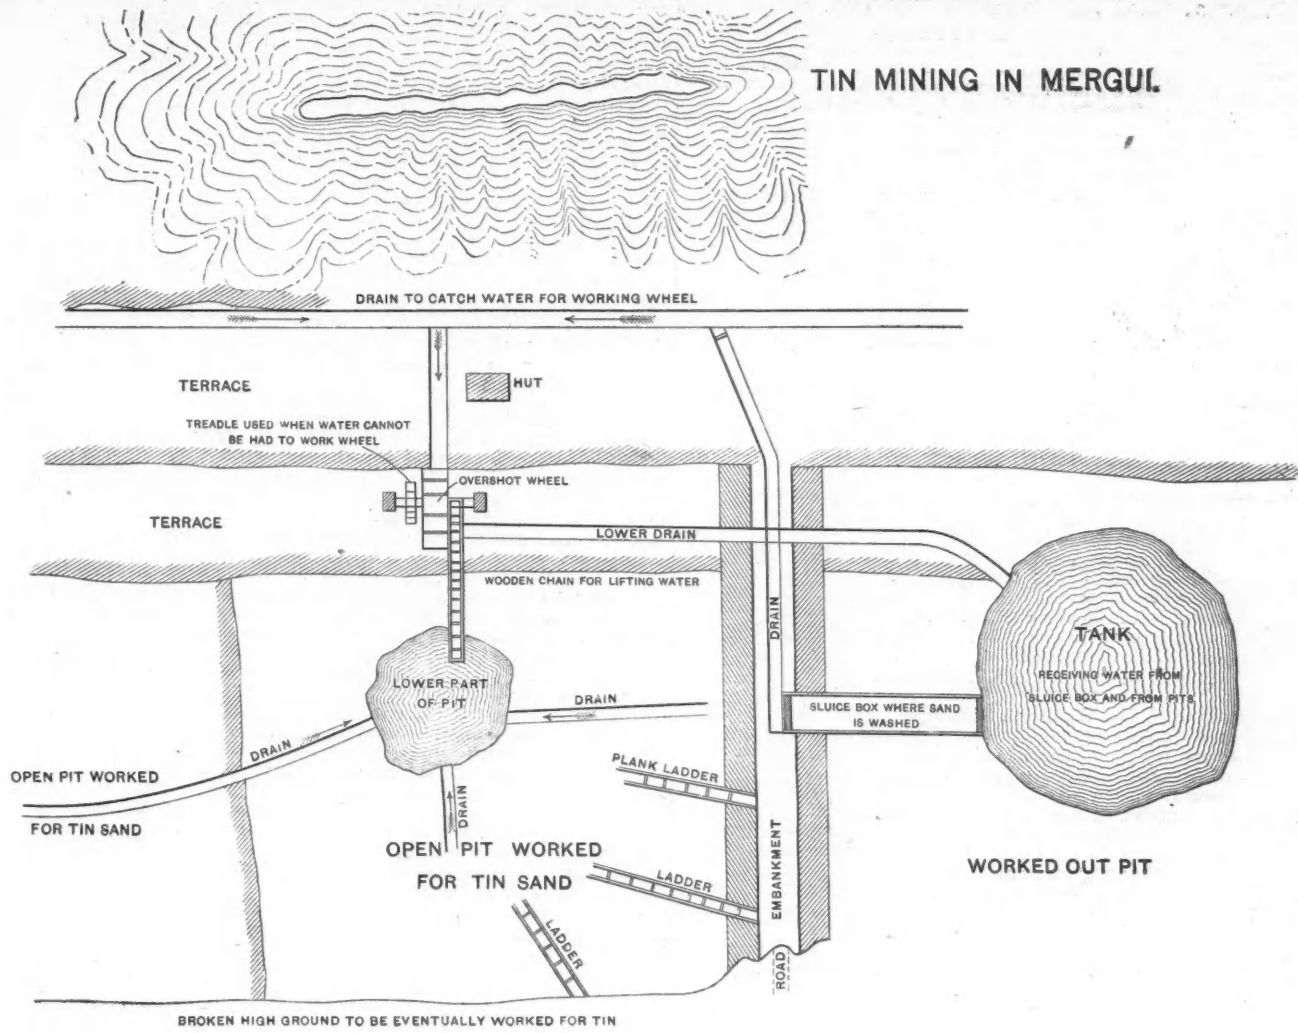 TIN MINING IN MERGUI.
DRAIN TO CATCH WATER FOR WORKING WHEEL
TERRACE
HUT
TREADLE USED WHEN WATER CANNOT
BE HAD TO WORK WHEEL
OVERSHOT WHEEL
TERRACE
LOWER DRAIN
WOODEN CHAIN FOR LIFTING WATER
DRAIN
TANK
RECEIVING WATER FROM
SLUICE BOX AND FROM PITS
LOWER PART
OF PIT
DRAIN
SLUICE BOX WHERE SAND
IS WASHED
DRAIN
OPEN PIT WORKED
FOR TIN SAND
PLANK LADDER
DRAIN
OPEN PIT WORKED
FOR TIN SAND
LADDER
EMBANKMENT
WORKED OUT PIT
LADDER
ROAD
BROKEN HIGH GROUND TO BE EVENTUALLY WORKED FOR TIN